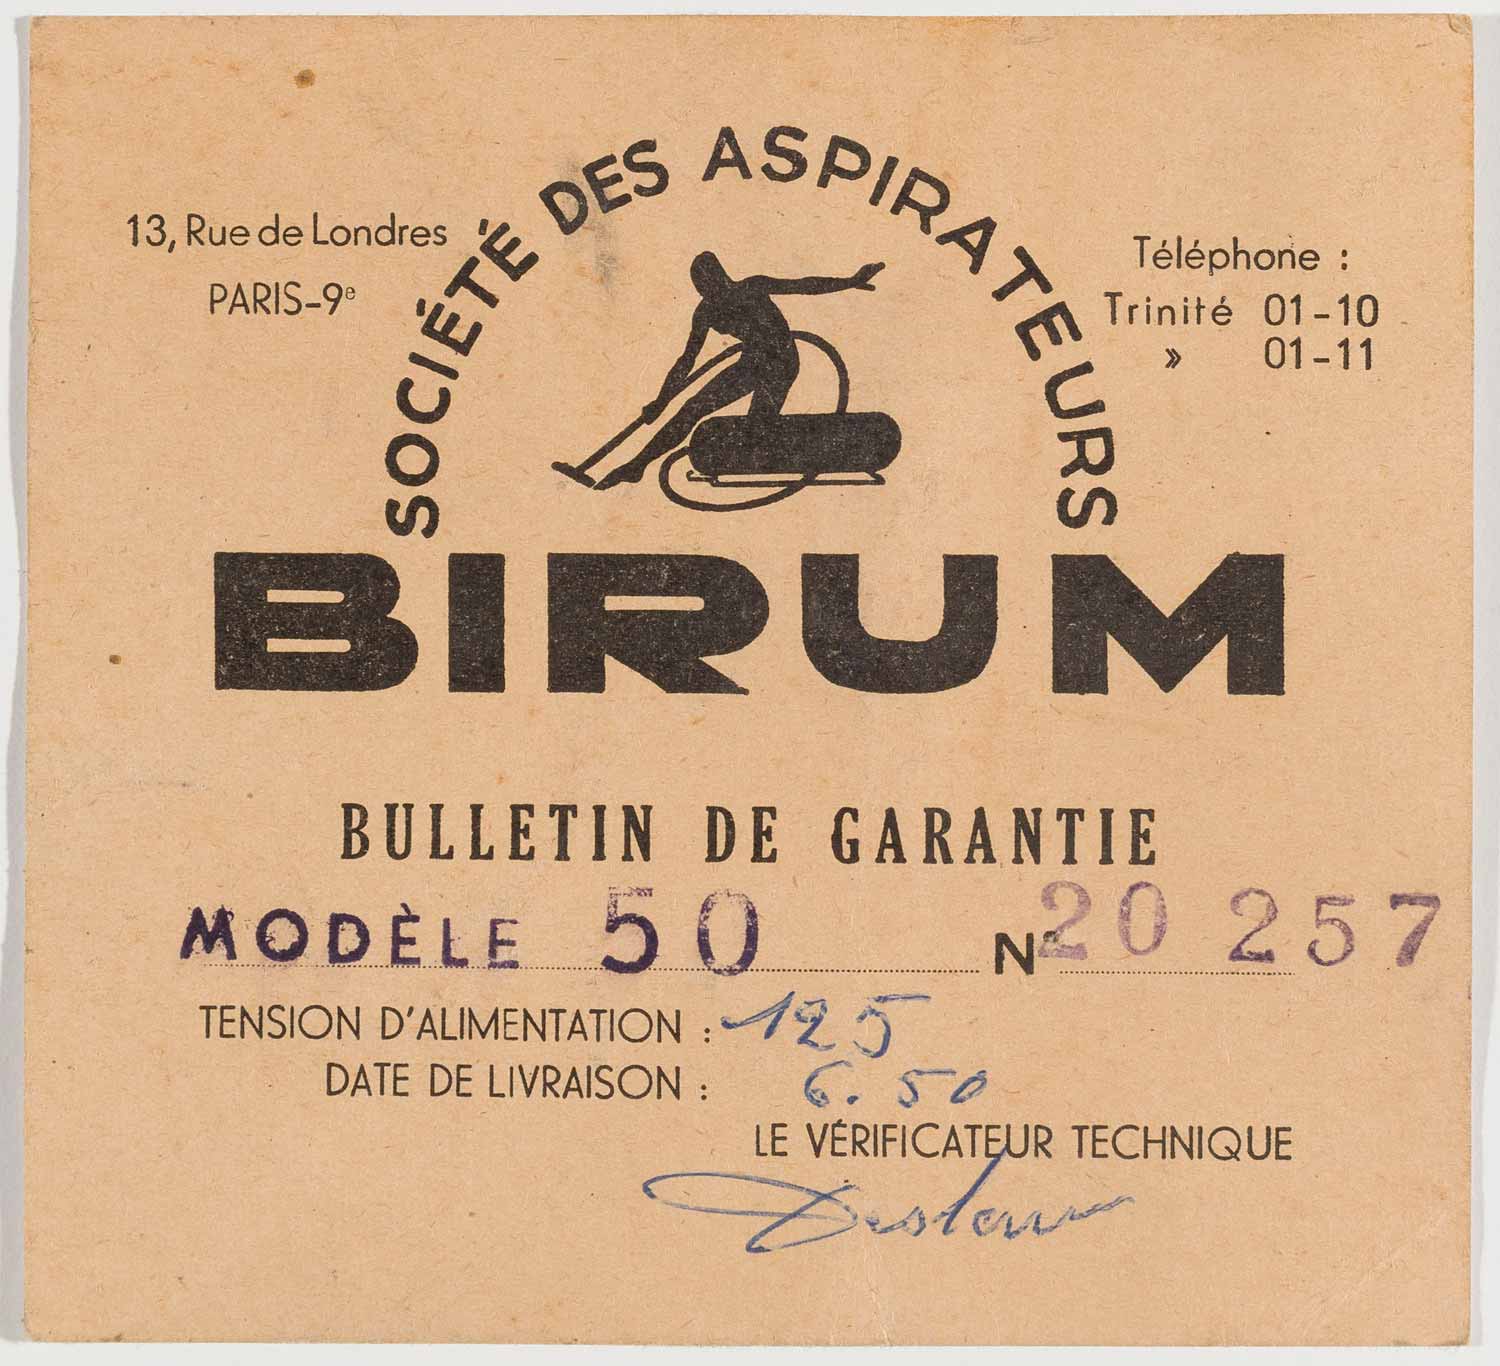 SOCIÉTÉ DES ASPIRATEURS
13, Rue de Londres
PARIS-9e
Téléphone :
Trinité 01-10
» 01-11
BIRUM
BULLETIN DE GARANTIE
MODÈLE 50 N° 20 257
TENSION D'ALIMENTATION : 125
DATE DE LIVRAISON : 6.50
LE VÉRIFICATEUR TECHNIQUE